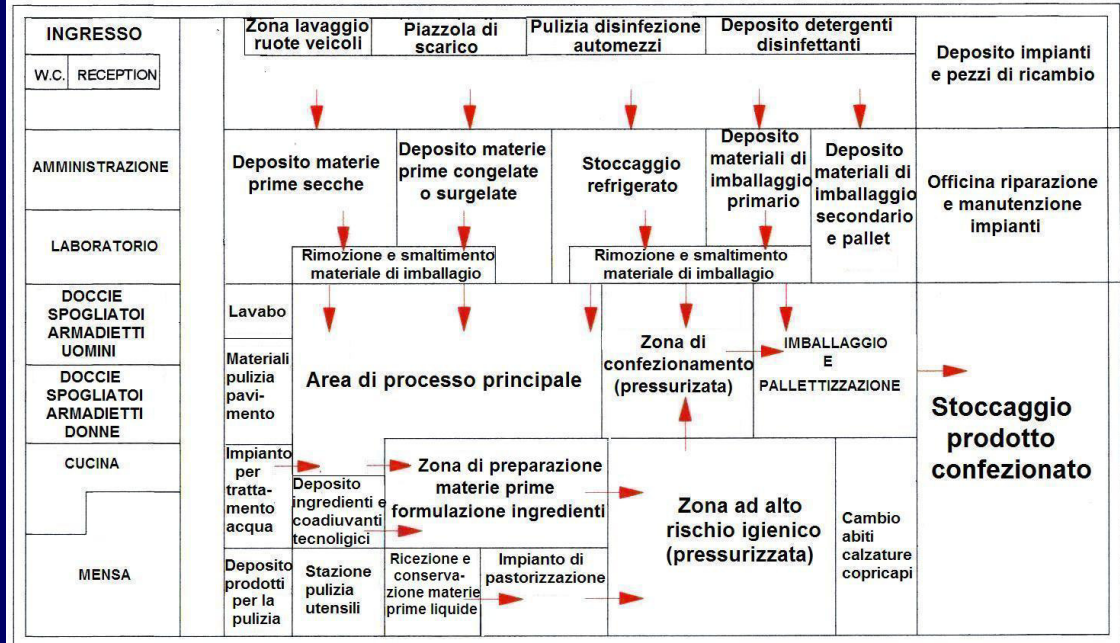 INGRESSO
W.C.
RECEPTION
Zona lavaggio
ruote veicoli
Piazzola di
scarico
Pulizia disinfezione
automezzi
Deposito detergenti
disinfettanti
Deposito impianti
e pezzi di ricambio
AMMINISTRAZIONE
Deposito materie
prime secche
Deposito materie
prime congelate
o surgelate
Stoccaggio
refrigerato
Deposito
materiali di
imballaggio
primario
Deposito
materiali di
imballaggio
secondario
e pallet
Officina riparazione
e manutenzione
impianti
LABORATORIO
Rimozione e smaltimento
materiale di imballagio
Rimozione e smaltimento
materiale di imballagio
DOCCIE
SPOGLIATOI
ARMADIETTI
UOMINI
Lavabo
Materiali
pulizia
pavi-
mento
Area di processo principale
Zona di
confezionamento
(pressurizata)
IMBALLAGGIO
E
PALLETTIZZAZIONE
DOCCIE
SPOGLIATOI
ARMADIETTI
DONNE
Stoccaggio
prodotto
confezionato
CUCINA
Impianto
per
tratta-
mento
acqua
Deposito
ingredienti e
coadiuvanti
tecnoligici
Zona di preparazione
materie prime
formulazione ingredienti
Zona ad alto
rischio igienico
(pressurizzata)
Cambio
abiti
calzature
copricapi
MENSA
Deposito
prodotti
per la
pulizia
Stazione
pulizia
utensili
Ricezione e
conserva-
zione materie
prime liquide
Impianto di
pastorizzazione